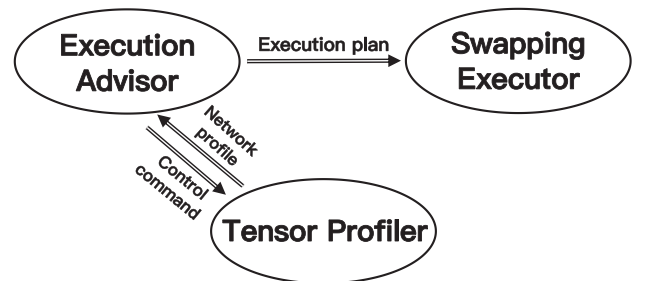 Execution
Advisor
Execution plan
Swapping
Executor
Network
profile
Control
command
Tensor Profiler